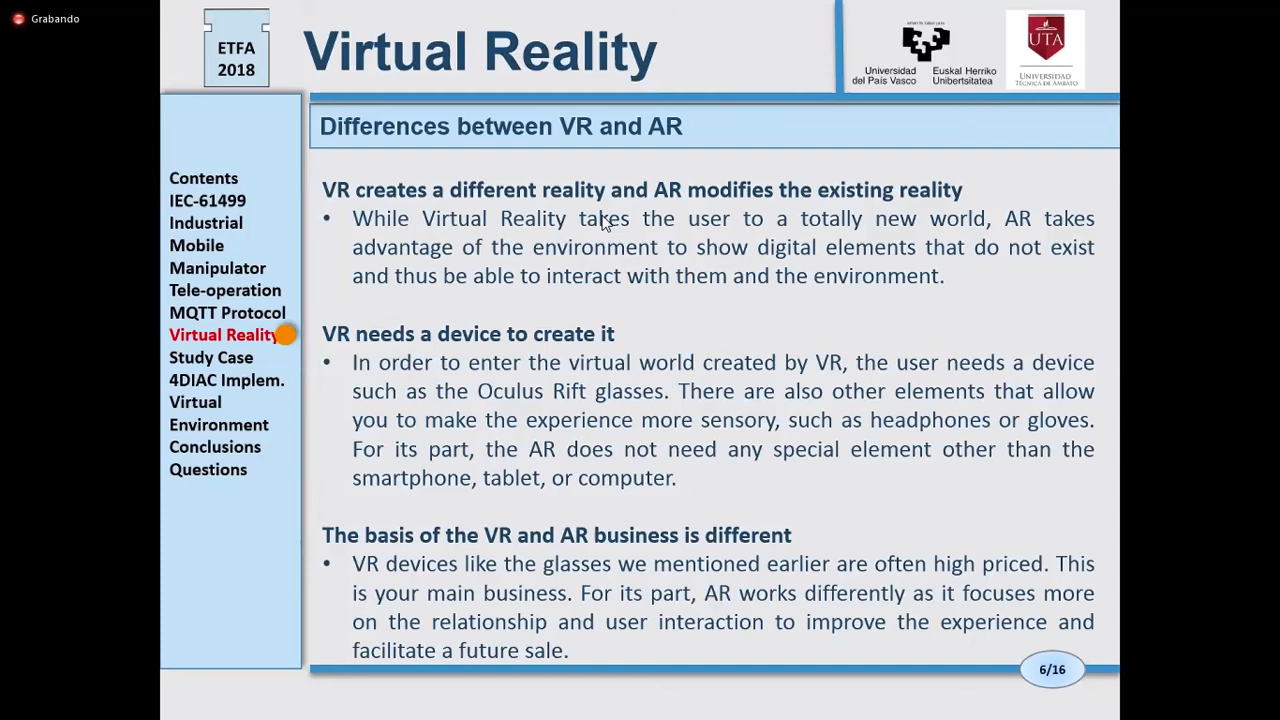 Grabando
ETFA
2018
Virtual Reality
Universidad
del País Vasco
Euskal Herriko
Unibertsitatea
UTA
UNIVERSIDAD
TÉCNICA DE AMBATO
Differences between VR and AR
Contents
IEC-61499
Industrial
Mobile
Manipulator
Tele-operation
MQTT Protocol
Virtual Reality
Study Case
4DIAC Implem.
Virtual
Environment
Conclusions
Questions
VR creates a different reality and AR modifies the existing reality
• While Virtual Reality takes the user to a totally new world, AR takes
advantage of the environment to show digital elements that do not exist
and thus be able to interact with them and the environment.
VR needs a device to create it
• In order to enter the virtual world created by VR, the user needs a device
such as the Oculus Rift glasses. There are also other elements that allow
you to make the experience more sensory, such as headphones or gloves.
For its part, the AR does not need any special element other than the
smartphone, tablet, or computer.
The basis of the VR and AR business is different
• VR devices like the glasses we mentioned earlier are often high priced. This
is your main business. For its part, AR works differently as it focuses more
on the relationship and user interaction to improve the experience and
facilitate a future sale.
6/16